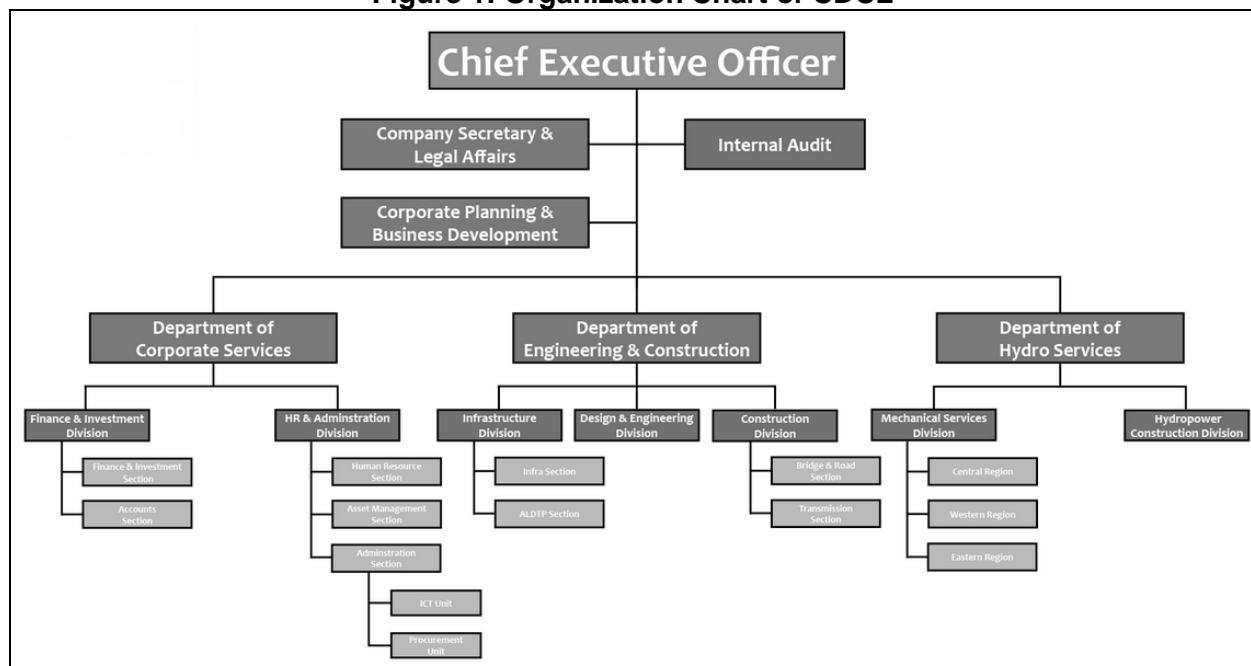 Figure 1: Organization Chart of CDCL
Chief Executive Officer
Company Secretary &
Legal Affairs
Internal Audit
Corporate Planning &
Business Development
Department of
Corporate Services
Department of
Engineering & Construction
Department of
Hydro Services
Finance & Investment
Division
HR & Adminstration
Division
Infrastructure
Division
Design & Engineering
Division
Construction
Division
Mechanical Services
Division
Hydropower
Construction Division
Finance & Investment
Section
Accounts
Section
Human Resource
Section
Asset Management
Section
Adminstration
Section
ICT Unit
Procurement
Unit
Infra Section
ALDTP Section
Bridge & Road
Section
Transmission
Section
Central Region
Western Region
Eastern Region